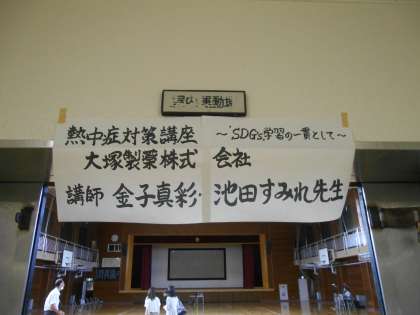 熱中症対策講座 ～SDGs学習の一貫として～
大塚製薬株式会社
講師 金子真彩・池田すみれ先生